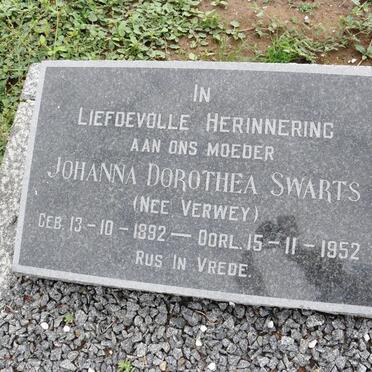 IN
LIEFDEVOLLE HERINNERING
AAN ONS MOEDER
JOHANNA DOROTHEA SWARTS
(NEE VERWEY)
GEB. 13-10-1892 — OORL. 15-11-1952
RUS IN VREDE.